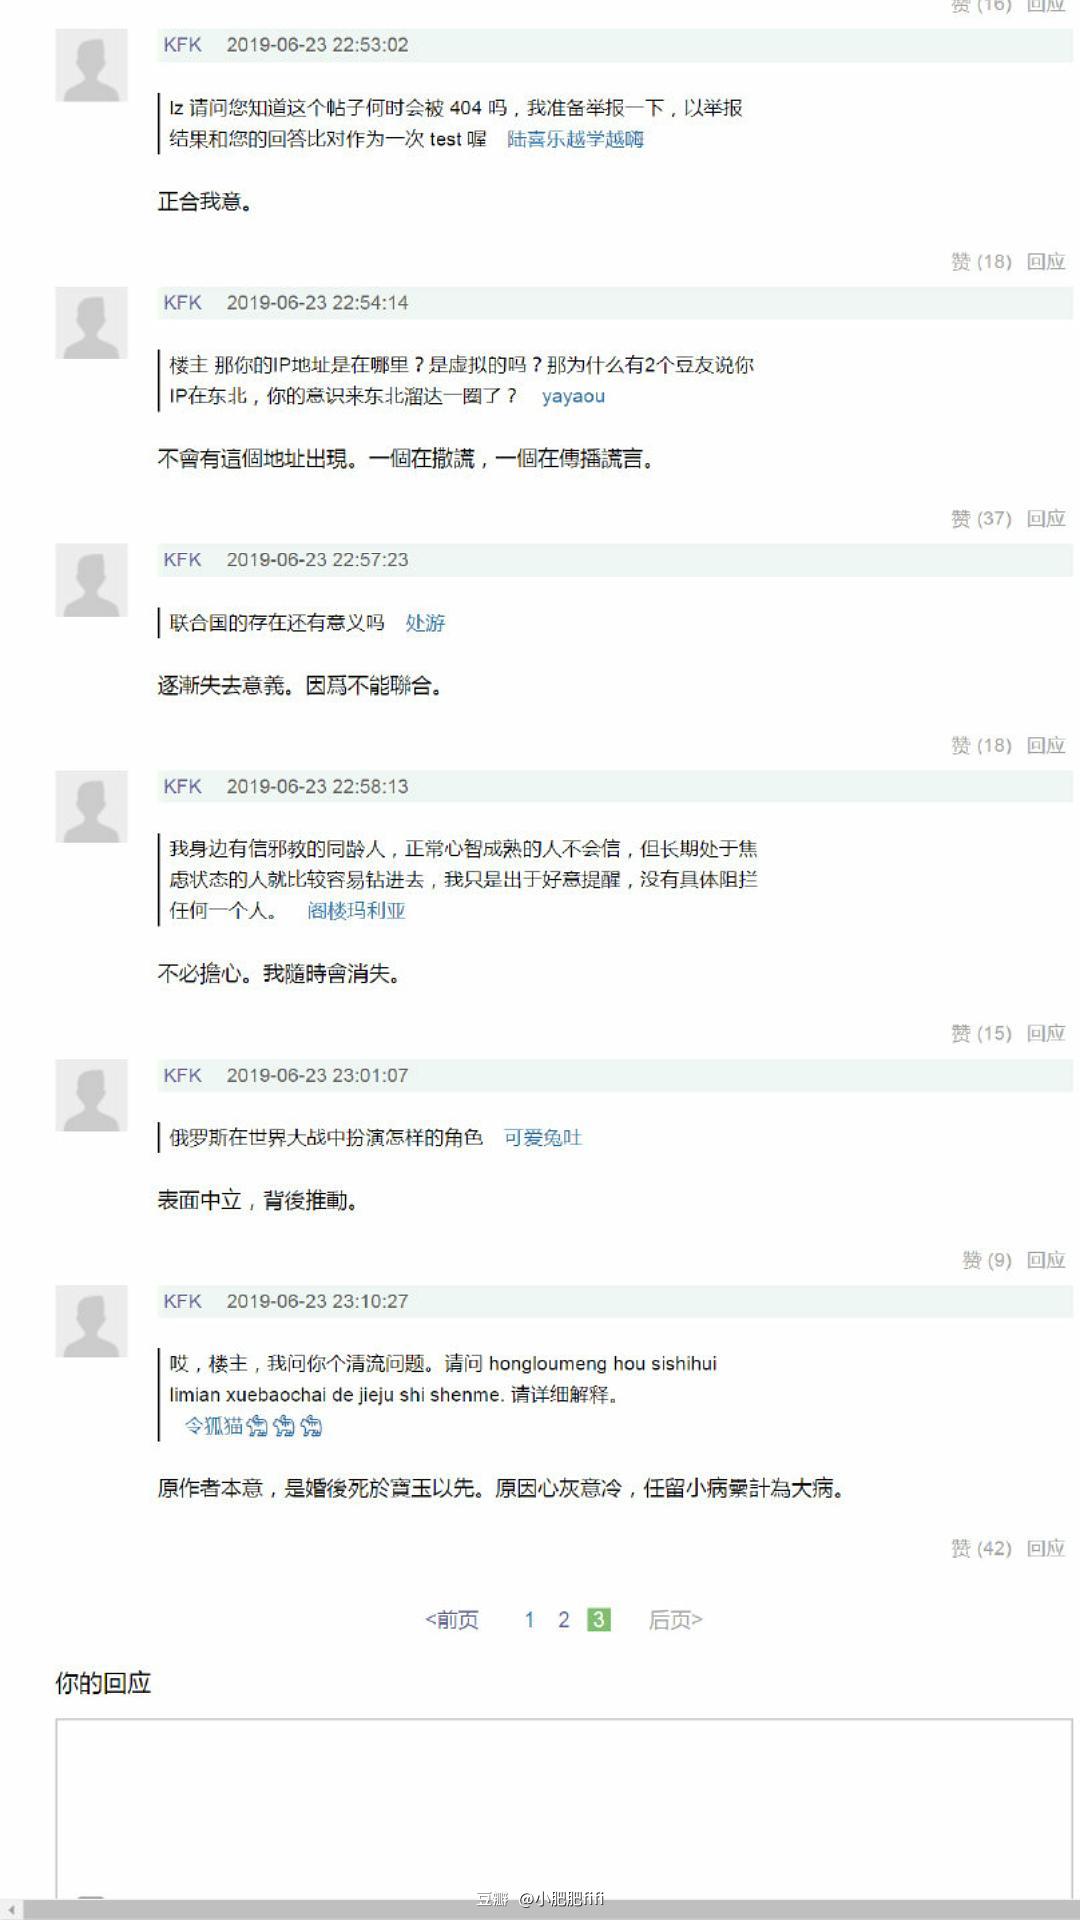 赞 (16) 回应
KFK 2019-06-23 22:53:02
lz 请问您知道这个帖子何时会被 404 吗，我准备举报一下，以举报
结果和您的回答比对作为一次 test 喔 陆喜乐越学越嗨
正合我意。
赞 (18) 回应
KFK 2019-06-23 22:54:14
楼主 那你的IP地址是在哪里？是虚拟的吗？那为什么有2个豆友说你
IP在东北，你的意识来东北溜达一圈了？ yayaou
不會有這個地址出現。一個在撒謊，一個在傳播謊言。
赞 (37) 回应
KFK 2019-06-23 22:57:23
联合国的存在还有意义吗 处游
逐漸失去意義。因爲不能聯合。
赞 (18) 回应
KFK 2019-06-23 22:58:13
我身边有信邪教的同龄人，正常心智成熟的人不会信，但长期处于焦
虑状态的人就比较容易钻进去，我只是出于好意提醒，没有具体阻拦
任何一个人。 阁楼玛利亚
不必擔心。我隨時會消失。
赞 (15) 回应
KFK 2019-06-23 23:01:07
俄罗斯在世界大战中扮演怎样的角色 可爱兔吐
表面中立，背後推動。
赞 (9) 回应
KFK 2019-06-23 23:10:27
哎，楼主，我问你个清流问题。请问 hongloumeng hou sishihui
limian xuebaochai de jieju shi shenme. 请详细解释。
令狐猫
原作者本意，是婚後死於寶玉以先。原因心灰意冷，任留小病纍計為大病。
赞 (42) 回应
<前页 1 2 3 后页>
你的回应
豆瓣 @小肥肥fifi